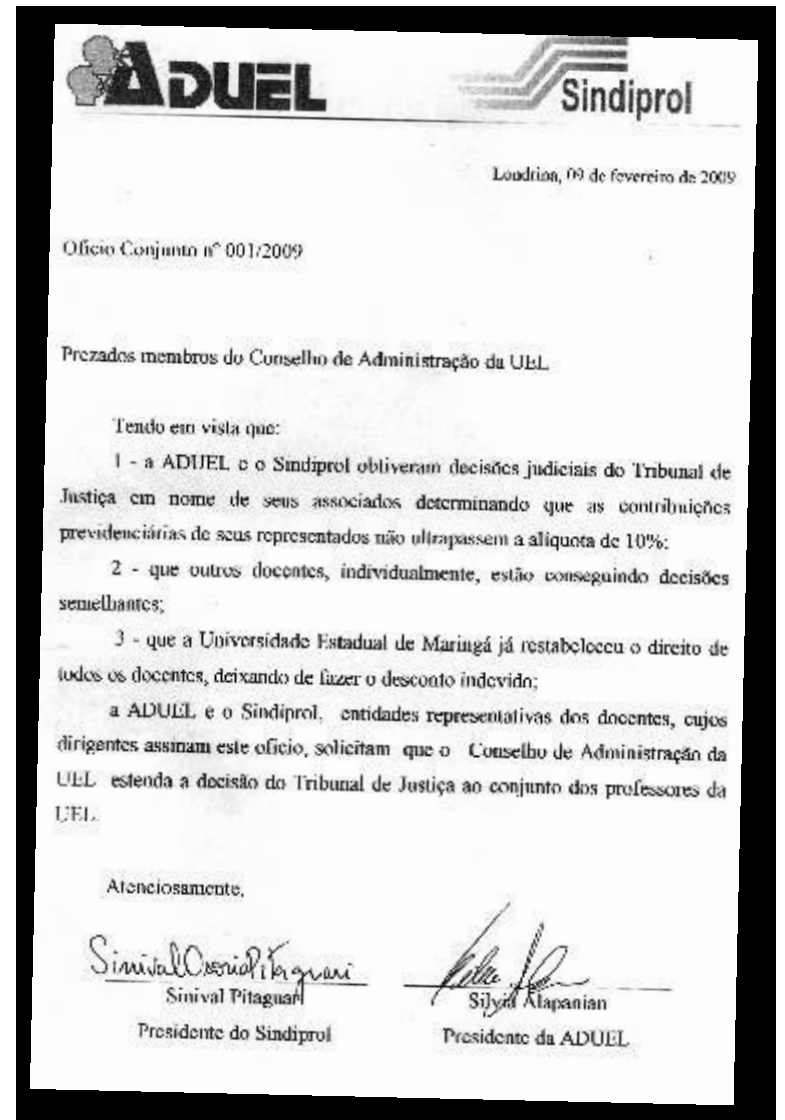 ADUEL
Sindiprol
Londrina, 09 de fevereiro de 2009
Oficio Conjunto nº 001/2009
Prezados membros do Conselho de Administração da UEL
Tendo em vista que:
1 - a ADUEL e o Sindiprol obtiveram decisões judiciais do Tribunal de
Justiça em nome de seus associados determinando que as contribuições
previdenciárias de seus representados não ultrapassem a alíquota de 10%;
2 - que outros docentes, individualmente, estão conseguindo decisões
semelhantes;
3 - que a Universidade Estadual de Maringá já restabeleceu o direito de
todos os docentes, deixando de fazer o desconto indevido;
a ADUEL e o Sindiprol, entidades representativas dos docentes, cujos
dirigentes assinam este oficio, solicitam que o Conselho de Administração da
UEL estenda a decisão do Tribunal de Justiça ao conjunto dos professores da
UEL.
Atenciosamente,
Sinival Osorio Pitaguari
Sinival Pitaguari
Silvia Alapanian
Presidente do Sindiprol
Presidente da ADUEL